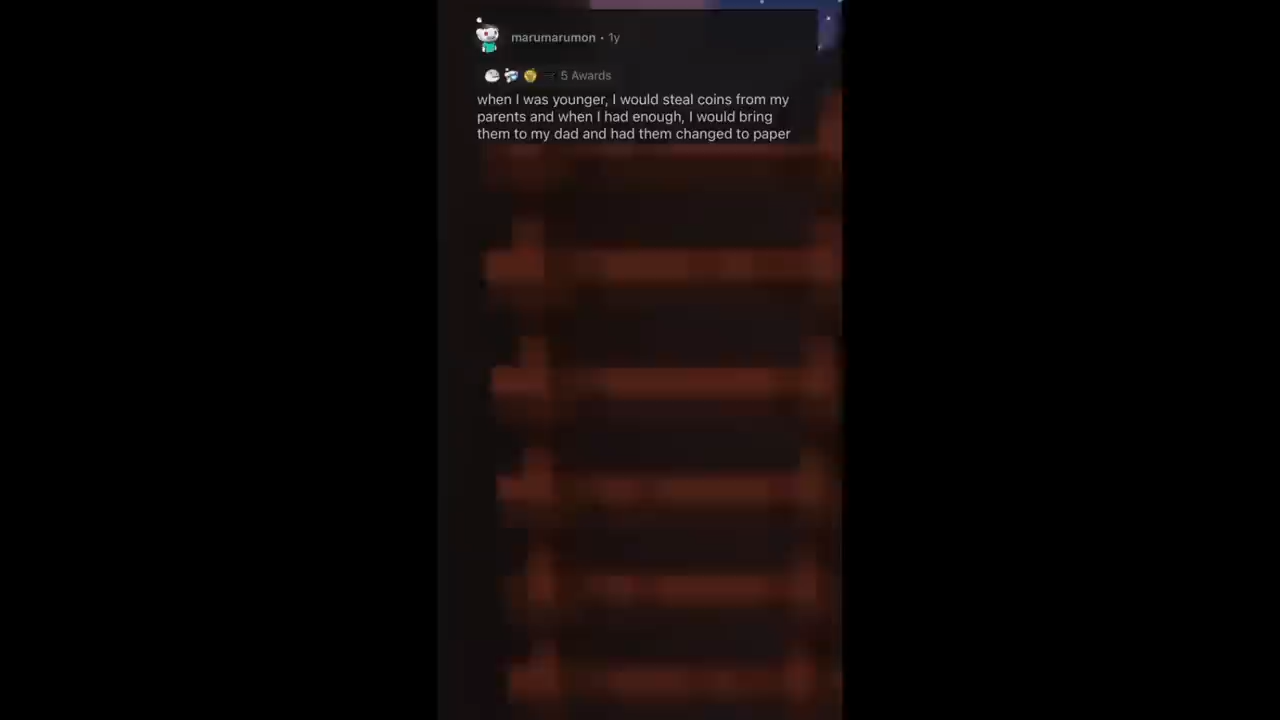 marumarumon • 1y
5 Awards
when I was younger, I would steal coins from my
parents and when I had enough, I would bring
them to my dad and had them changed to paper